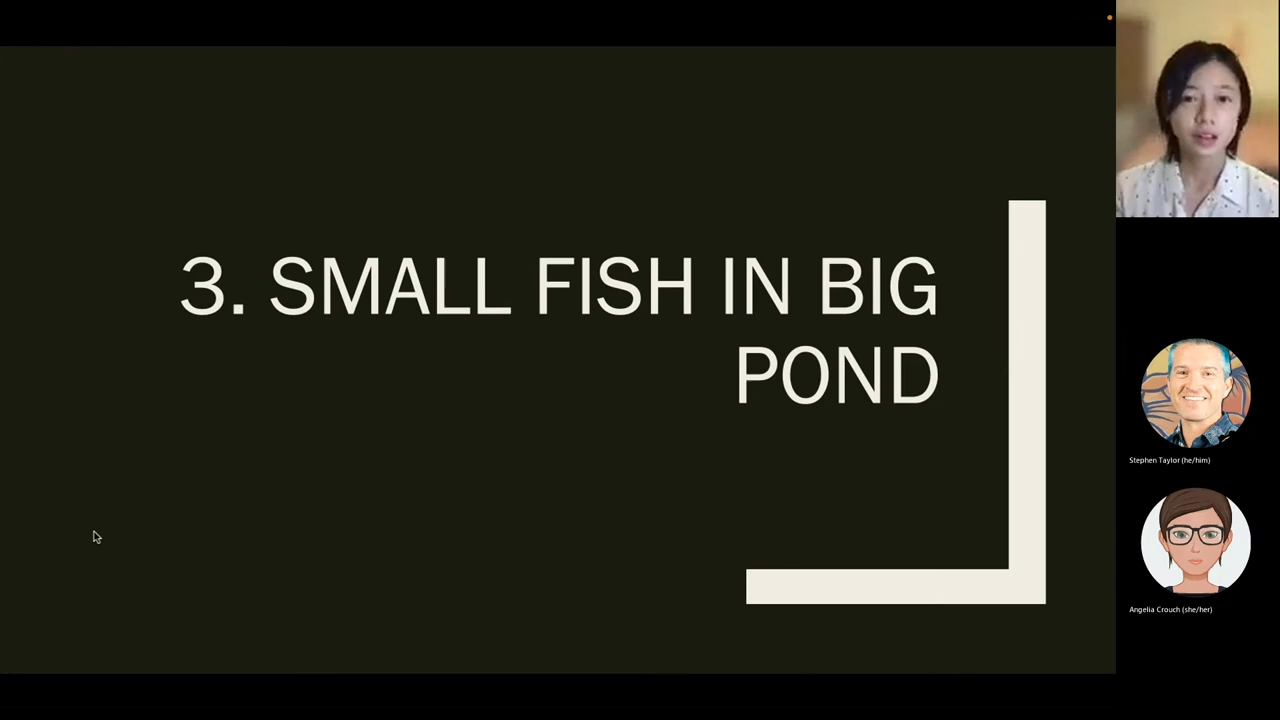 3. SMALL FISH IN BIG
POND
Stephen Taylor (he/him)
Angelia Crouch (she/her)